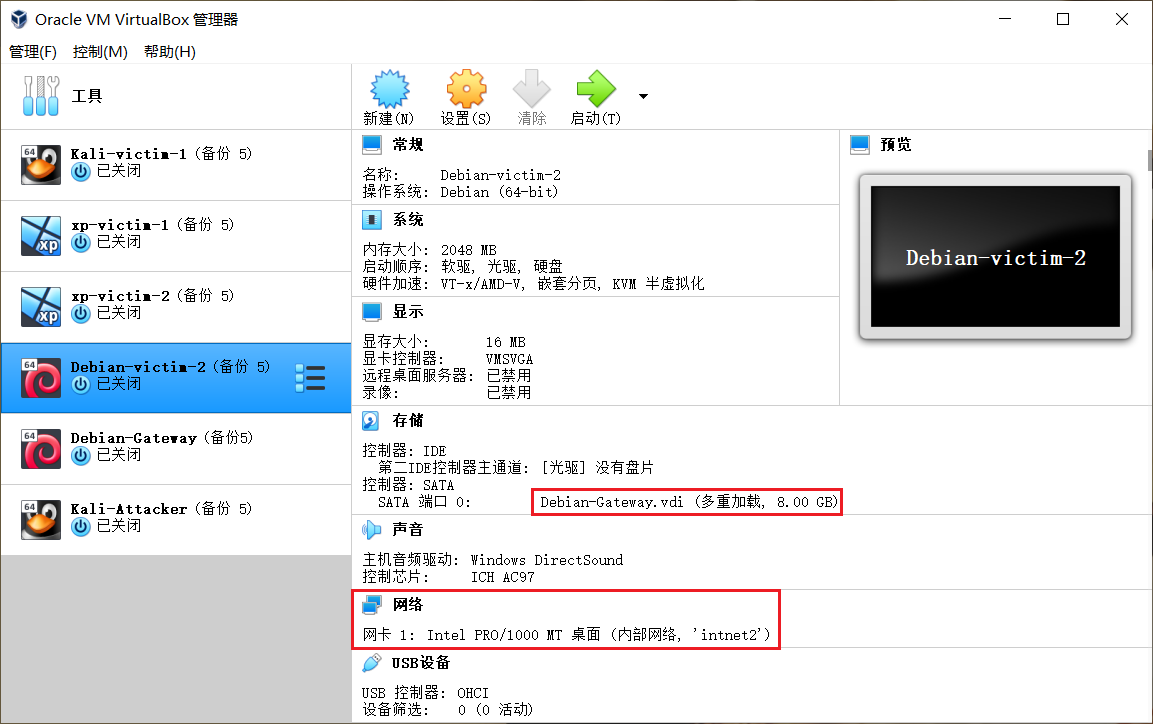 Oracle VM VirtualBox 管理器
管理(F) 控制(M) 帮助(H)
工具
新建(N) 设置(S) 清除 启动(T)
64
Kali-victim-1 (备份 5)
已关闭
xp
xp-victim-1 (备份 5)
已关闭
xp
xp-victim-2 (备份 5)
已关闭
64
Debian-victim-2 (备份 5)
已关闭
64
Debian-Gateway (备份5)
已关闭
64
Kali-Attacker (备份 5)
已关闭
常规
名称: Debian-victim-2
操作系统: Debian (64-bit)
系统
内存大小: 2048 MB
启动顺序: 软驱, 光驱, 硬盘
硬件加速: VT-x/AMD-V, 嵌套分页, KVM 半虚拟化
显示
显存大小: 16 MB
显卡控制器: VMSVGA
远程桌面服务器: 已禁用
录像: 已禁用
存储
控制器: IDE
第二IDE控制器主通道: [光驱] 没有盘片
控制器: SATA
SATA 端口 0: Debian-Gateway.vdi (多重加载, 8.00 GB)
声音
主机音频驱动: Windows DirectSound
控制芯片: ICH AC97
网络
网卡 1: Intel PRO/1000 MT 桌面 (内部网络, 'intnet2')
USB设备
USB 控制器: OHCI
设备筛选: 0 (0 活动)
预览
Debian-victim-2